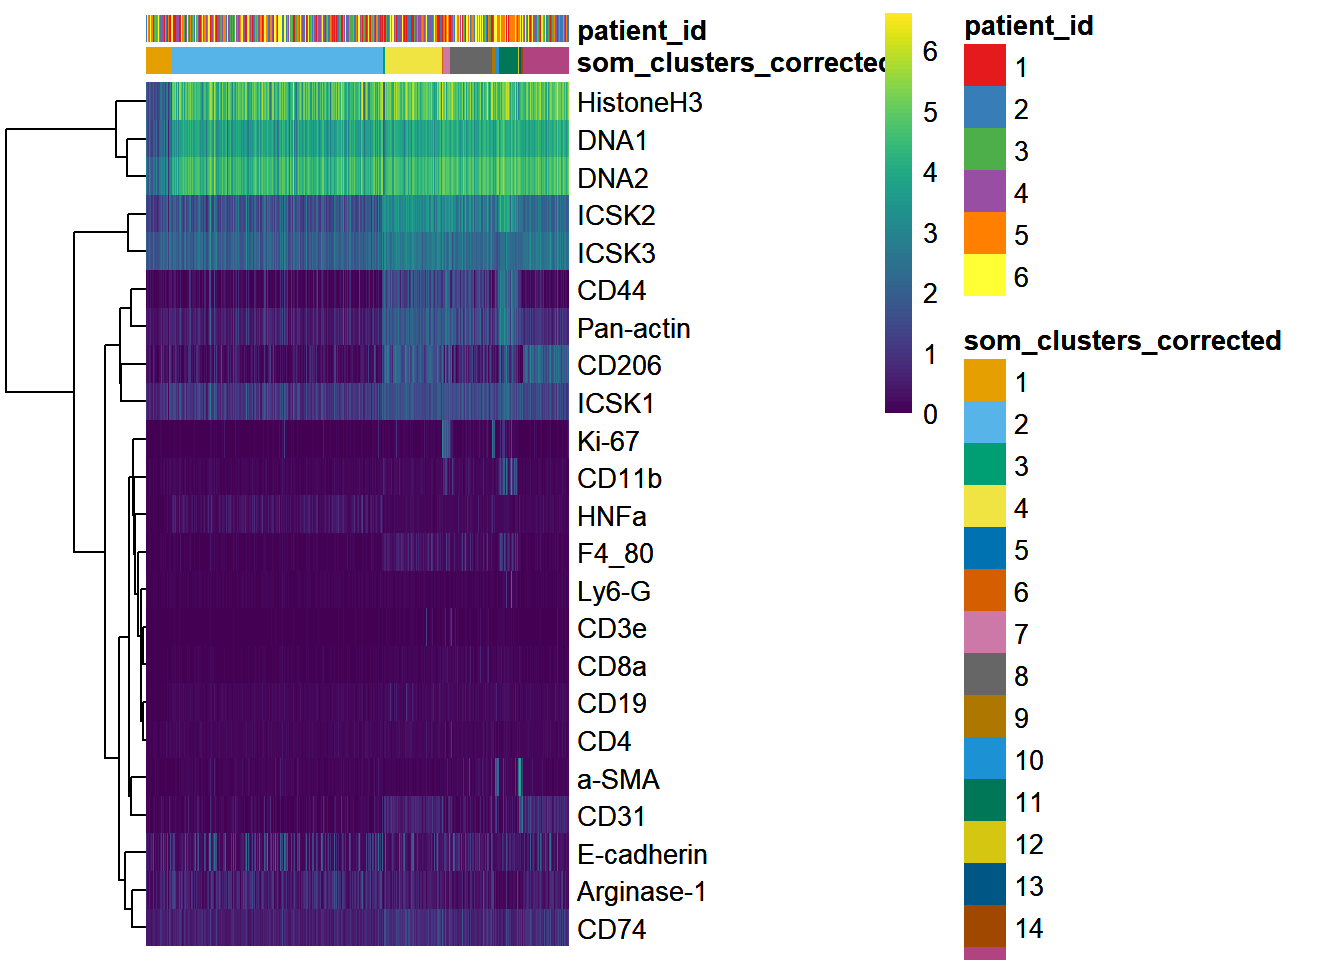 patient_id
som_clusters_corrected
HistoneH3
DNA1
DNA2
ICSK2
ICSK3
CD44
Pan-actin
CD206
ICSK1
Ki-67
CD11b
HNFa
F4_80
Ly6-G
CD3e
CD8a
CD19
CD4
a-SMA
CD31
E-cadherin
Arginase-1
CD74
6
5
4
3
2
1
0
patient_id
1
2
3
4
5
6
som_clusters_corrected
1
2
3
4
5
6
7
8
9
10
11
12
13
14